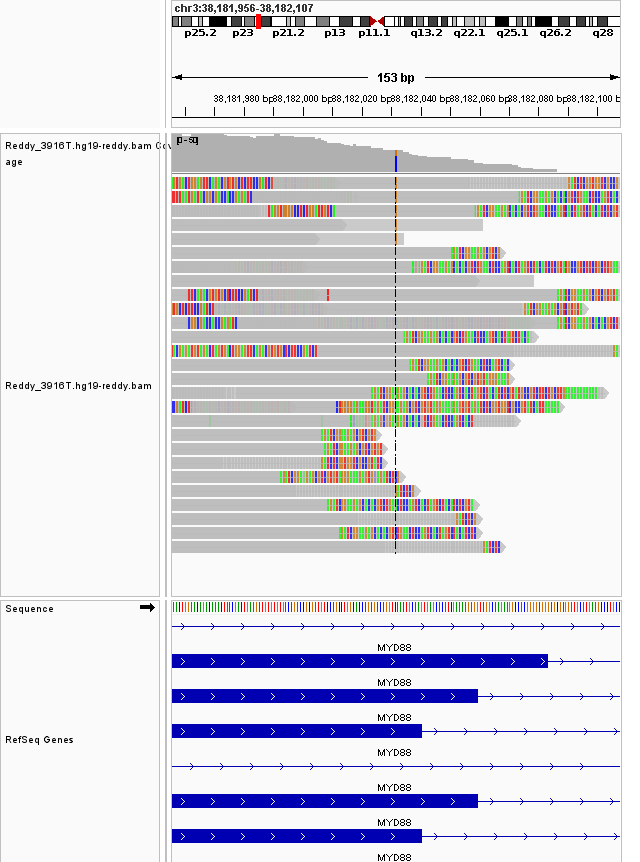 chr3:38,181,956-38,182,107
p25.2 p23 p21.2 p13 p11.1 q13.2 q22.1 q25.1 q26.2 q28
153 bp
38,181,980 bp 38,182,000 bp 38,182,020 bp 38,182,040 bp 38,182,060 bp 38,182,080 bp 38,182,100 b
Reddy_3916T.hg19-reddy.bam Cov
age
Reddy_3916T.hg19-reddy.bam
Sequence
MYD88
MYD88
MYD88
RefSeq Genes
MYD88
MYD88
MYD88
MYD88